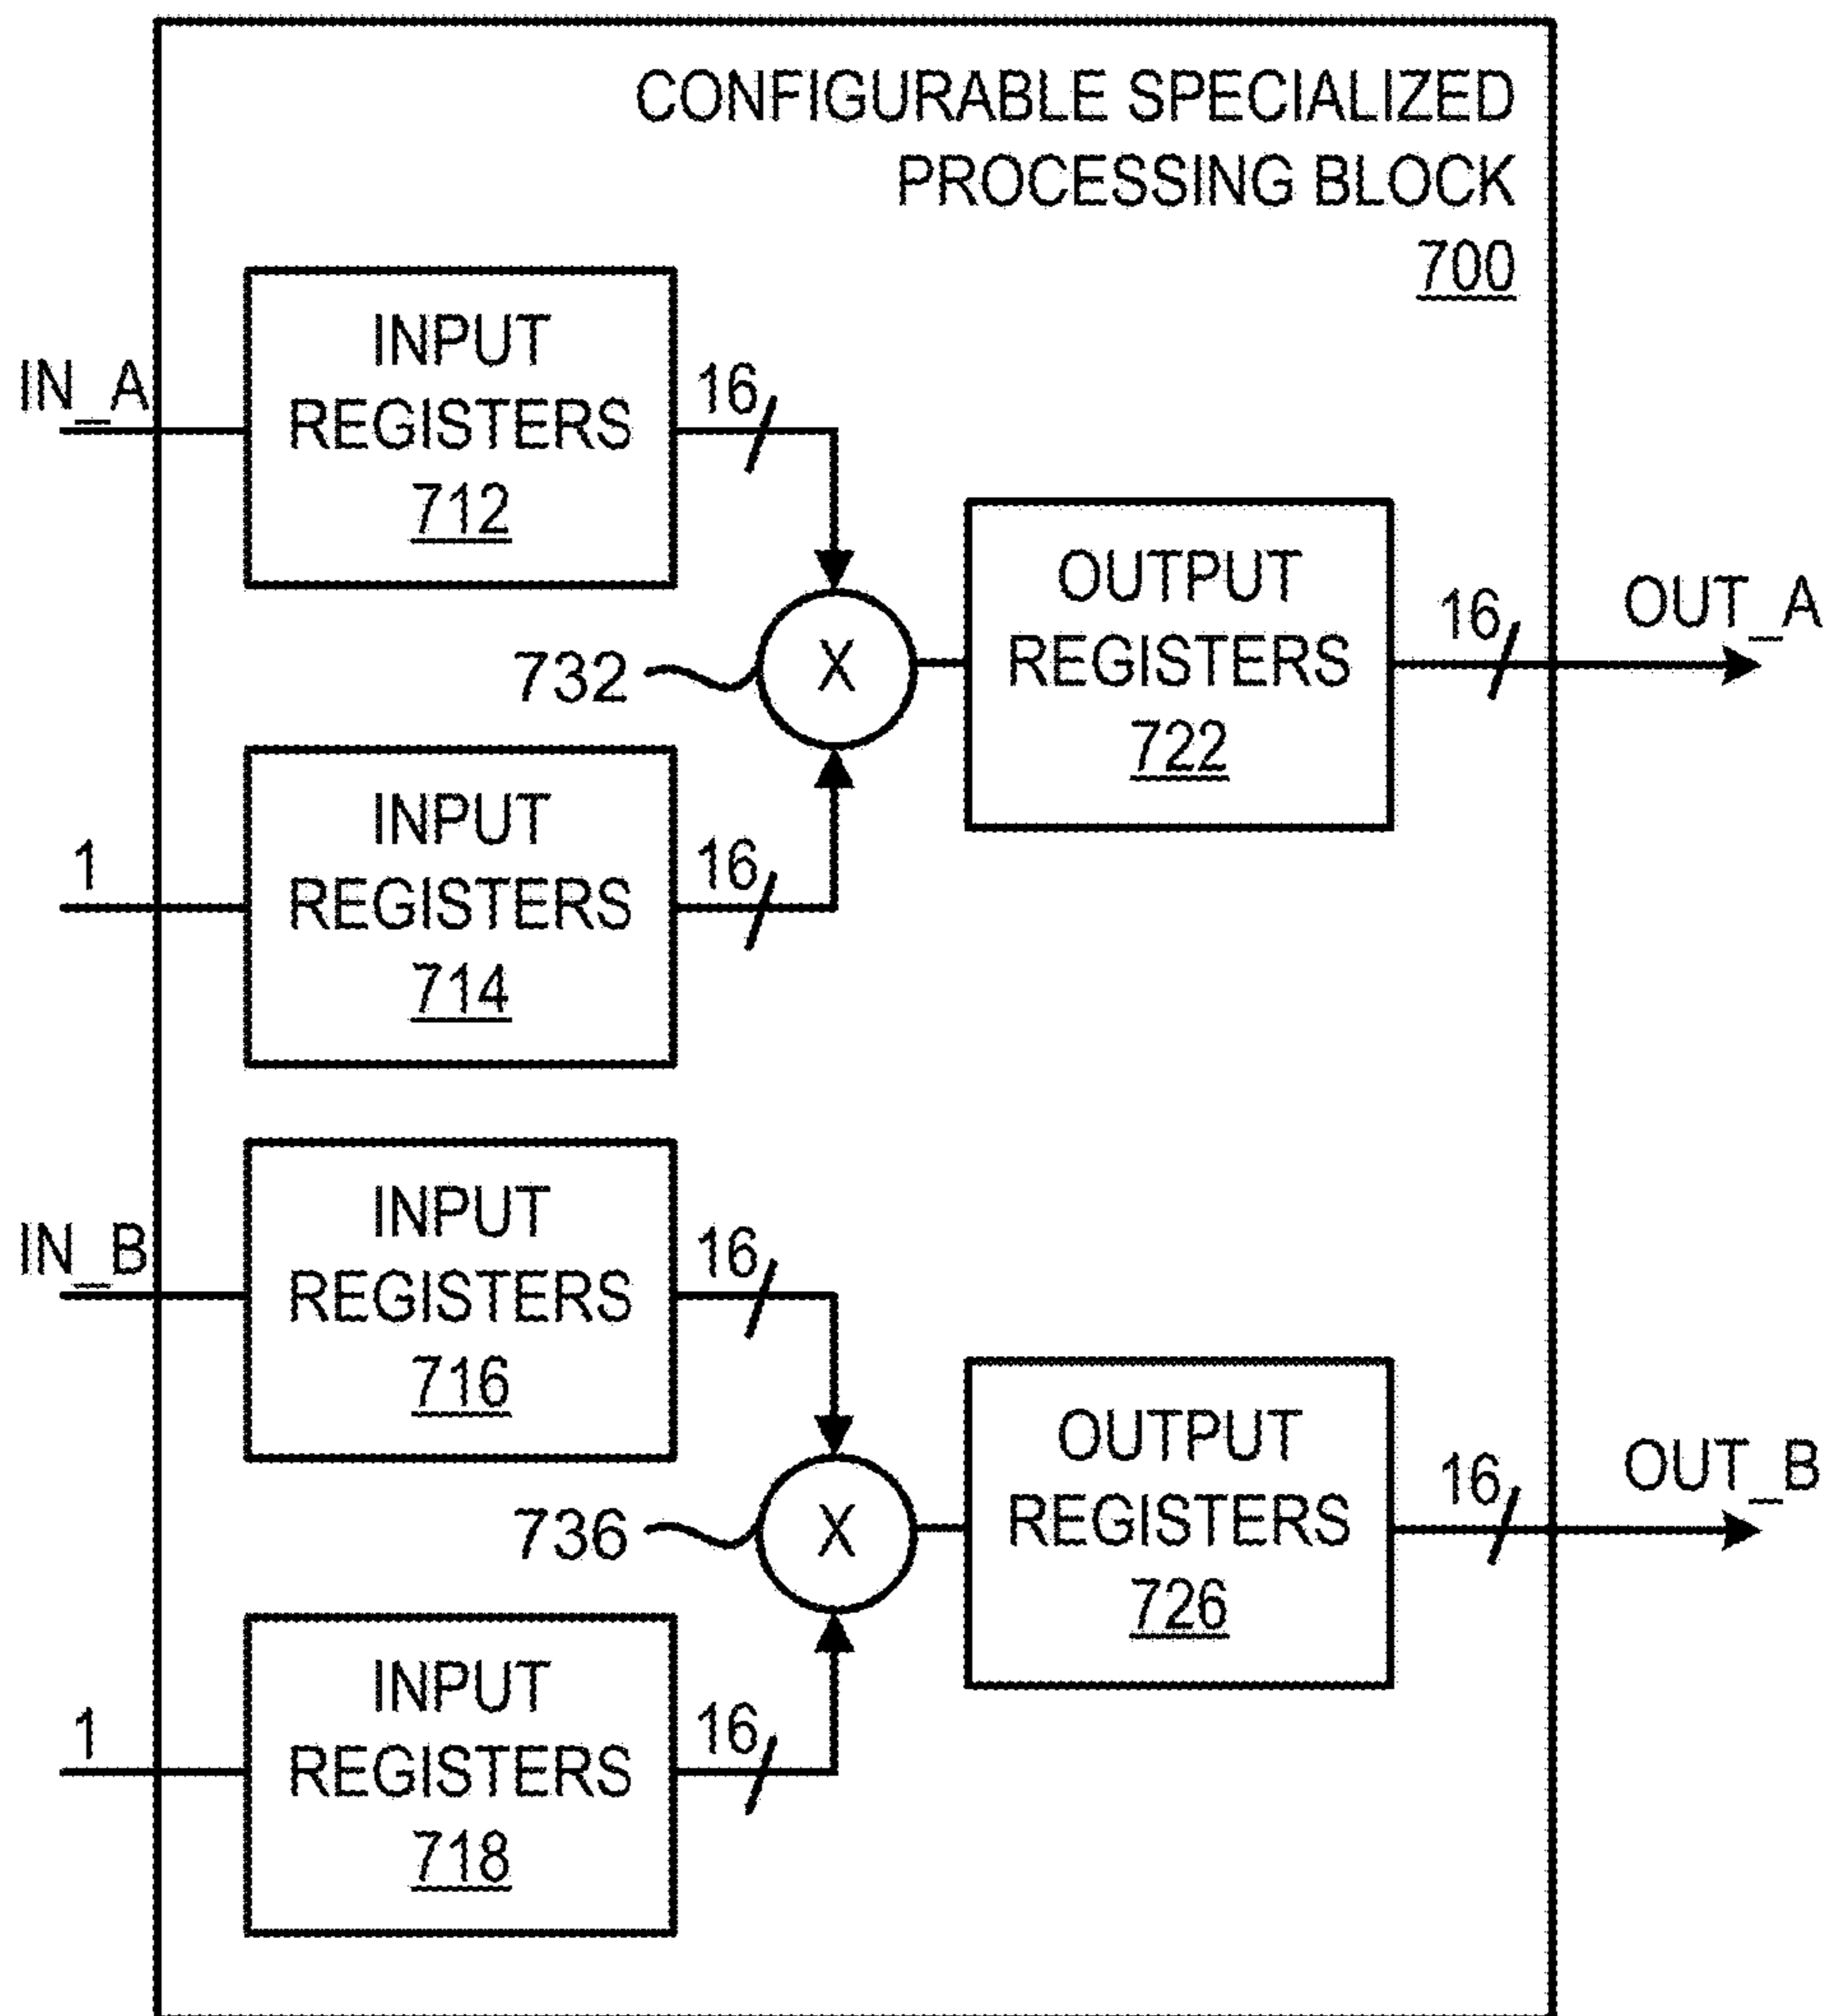 CONFIGURABLE SPECIALIZED
PROCESSING BLOCK
700
IN_A
INPUT
REGISTERS
712
16
732
X
OUTPUT
REGISTERS
722
16
OUT_A
1
INPUT
REGISTERS
714
16
IN_B
INPUT
REGISTERS
716
16
736
X
OUTPUT
REGISTERS
726
16
OUT_B
1
INPUT
REGISTERS
718
16